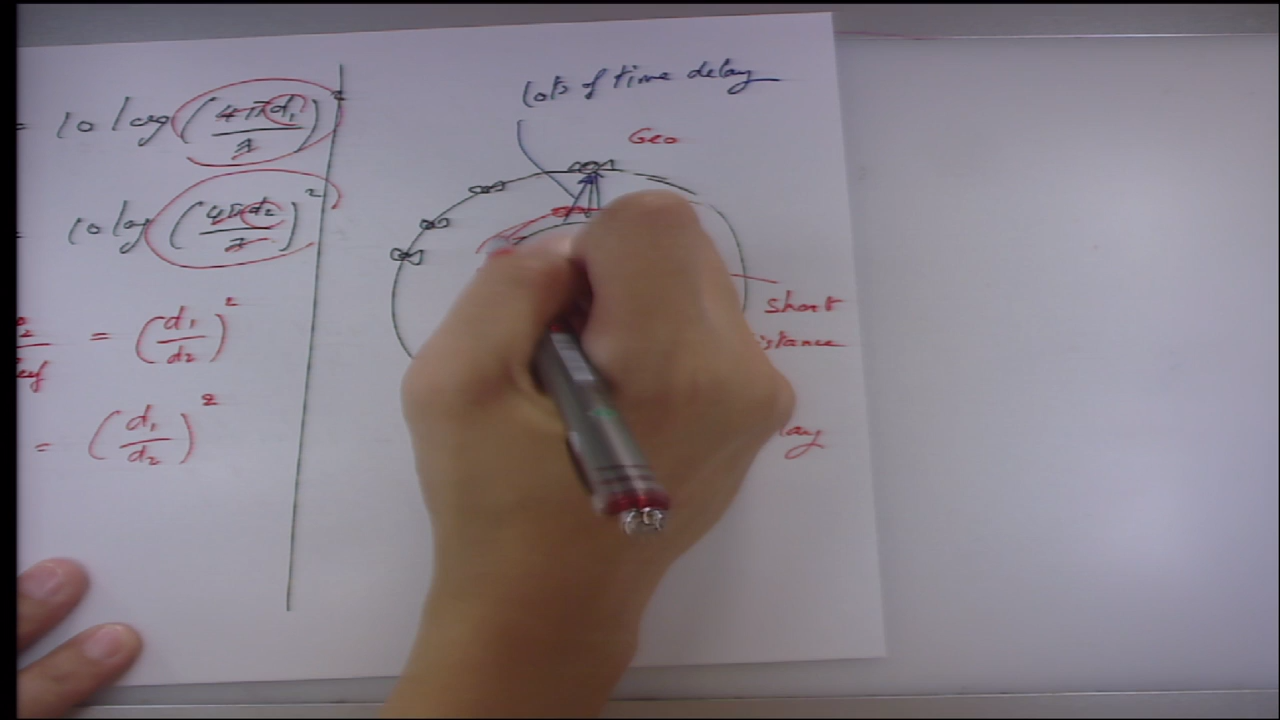 = 10 log (4πd₁/λ)²
= 10 log (4πd₂/λ)²
= (d₁/d₂)²
= (d₁/d₂)²
lots of time delay
Geo
Short